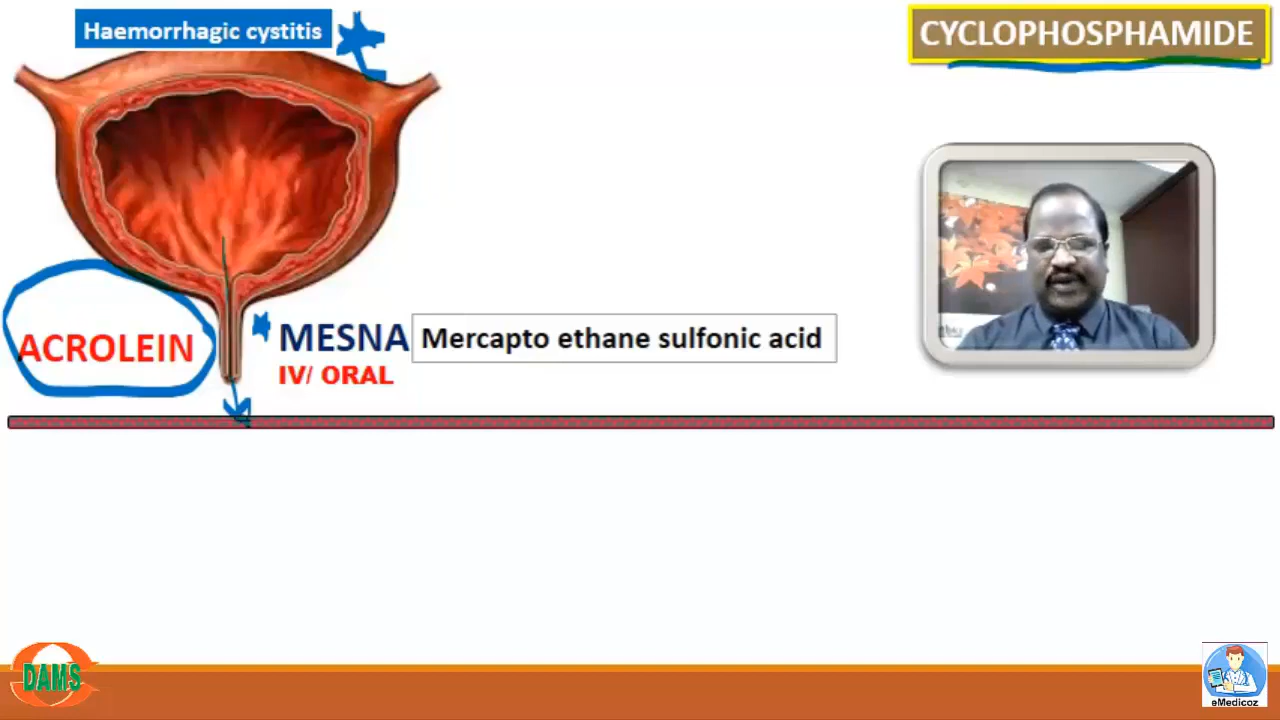 Haemorrhagic cystitis
CYCLOPHOSPHAMIDE
ACROLEIN
MESNA
Mercapto ethane sulfonic acid
IV/ ORAL
DAMS
eMedicoz